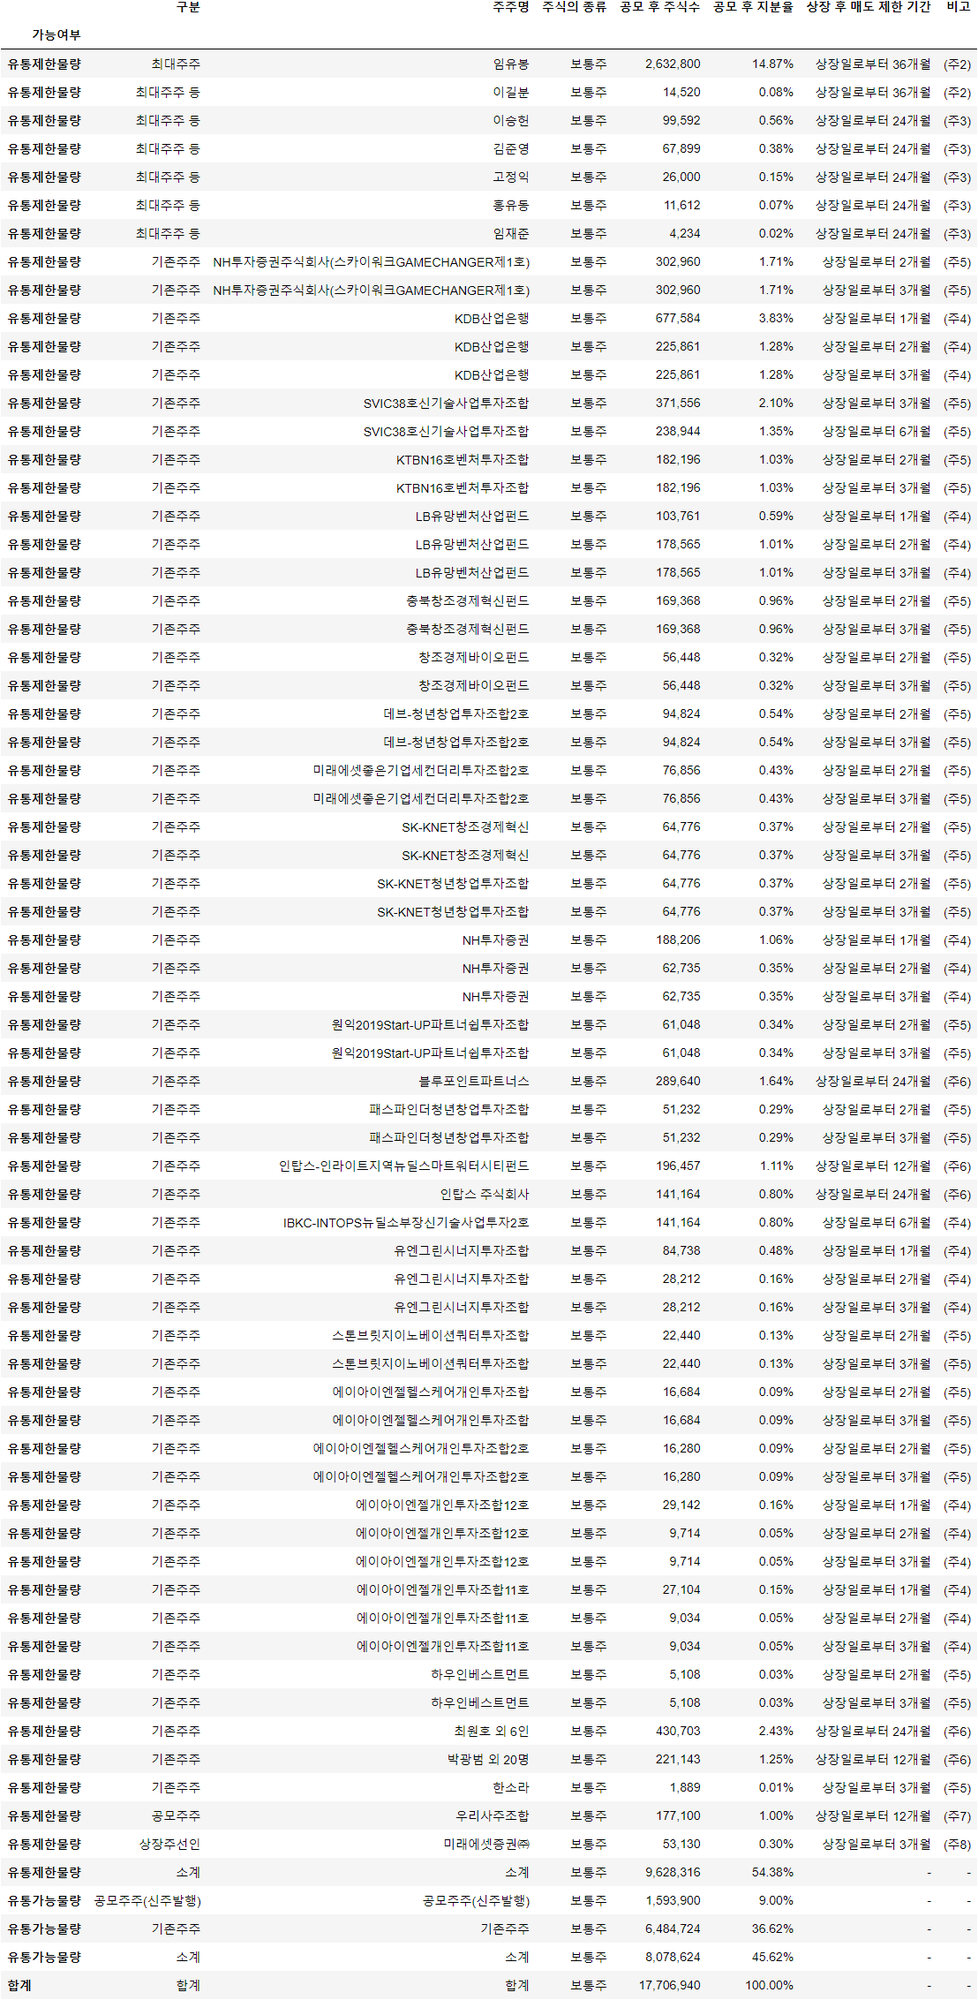 구분 주주명 주식의 종류 공모 후 주식수 공모 후 지분율 상장 후 매도 제한 기간 비고
가능여부
유통제한물량 최대주주 임유봉 보통주 2,632,800 14.87% 상장일로부터 36개월 (주2)
유통제한물량 최대주주 등 이길분 보통주 14,520 0.08% 상장일로부터 36개월 (주2)
유통제한물량 최대주주 등 이승헌 보통주 99,592 0.56% 상장일로부터 24개월 (주3)
유통제한물량 최대주주 등 김준영 보통주 67,899 0.38% 상장일로부터 24개월 (주3)
유통제한물량 최대주주 등 고정익 보통주 26,000 0.15% 상장일로부터 24개월 (주3)
유통제한물량 최대주주 등 홍유동 보통주 11,612 0.07% 상장일로부터 24개월 (주3)
유통제한물량 최대주주 등 임재준 보통주 4,234 0.02% 상장일로부터 24개월 (주3)
유통제한물량 기존주주 NH투자증권주식회사(스카이워크GAMECHANGER제1호) 보통주 302,960 1.71% 상장일로부터 2개월 (주5)
유통제한물량 기존주주 NH투자증권주식회사(스카이워크GAMECHANGER제1호) 보통주 302,960 1.71% 상장일로부터 3개월 (주5)
유통제한물량 기존주주 KDB산업은행 보통주 677,584 3.83% 상장일로부터 1개월 (주4)
유통제한물량 기존주주 KDB산업은행 보통주 225,861 1.28% 상장일로부터 2개월 (주4)
유통제한물량 기존주주 KDB산업은행 보통주 225,861 1.28% 상장일로부터 3개월 (주4)
유통제한물량 기존주주 SVIC38호신기술사업투자조합 보통주 371,556 2.10% 상장일로부터 3개월 (주5)
유통제한물량 기존주주 SVIC38호신기술사업투자조합 보통주 238,944 1.35% 상장일로부터 6개월 (주5)
유통제한물량 기존주주 KTBN16호벤처투자조합 보통주 182,196 1.03% 상장일로부터 2개월 (주5)
유통제한물량 기존주주 KTBN16호벤처투자조합 보통주 182,196 1.03% 상장일로부터 3개월 (주5)
유통제한물량 기존주주 LB유망벤처산업펀드 보통주 103,761 0.59% 상장일로부터 1개월 (주4)
유통제한물량 기존주주 LB유망벤처산업펀드 보통주 178,565 1.01% 상장일로부터 2개월 (주4)
유통제한물량 기존주주 LB유망벤처산업펀드 보통주 178,565 1.01% 상장일로부터 3개월 (주4)
유통제한물량 기존주주 충북창조경제혁신펀드 보통주 169,368 0.96% 상장일로부터 2개월 (주5)
유통제한물량 기존주주 충북창조경제혁신펀드 보통주 169,368 0.96% 상장일로부터 3개월 (주5)
유통제한물량 기존주주 창조경제바이오펀드 보통주 56,448 0.32% 상장일로부터 2개월 (주5)
유통제한물량 기존주주 창조경제바이오펀드 보통주 56,448 0.32% 상장일로부터 3개월 (주5)
유통제한물량 기존주주 데브-청년창업투자조합2호 보통주 94,824 0.54% 상장일로부터 2개월 (주5)
유통제한물량 기존주주 데브-청년창업투자조합2호 보통주 94,824 0.54% 상장일로부터 3개월 (주5)
유통제한물량 기존주주 미래에셋좋은기업세컨더리투자조합2호 보통주 76,856 0.43% 상장일로부터 2개월 (주5)
유통제한물량 기존주주 미래에셋좋은기업세컨더리투자조합2호 보통주 76,856 0.43% 상장일로부터 3개월 (주5)
유통제한물량 기존주주 SK-KNET창조경제혁신 보통주 64,776 0.37% 상장일로부터 2개월 (주5)
유통제한물량 기존주주 SK-KNET창조경제혁신 보통주 64,776 0.37% 상장일로부터 3개월 (주5)
유통제한물량 기존주주 SK-KNET청년창업투자조합 보통주 64,776 0.37% 상장일로부터 2개월 (주5)
유통제한물량 기존주주 SK-KNET청년창업투자조합 보통주 64,776 0.37% 상장일로부터 3개월 (주5)
유통제한물량 기존주주 NH투자증권 보통주 188,206 1.06% 상장일로부터 1개월 (주4)
유통제한물량 기존주주 NH투자증권 보통주 62,735 0.35% 상장일로부터 2개월 (주4)
유통제한물량 기존주주 NH투자증권 보통주 62,735 0.35% 상장일로부터 3개월 (주4)
유통제한물량 기존주주 원익2019Start-UP파트너쉽투자조합 보통주 61,048 0.34% 상장일로부터 2개월 (주5)
유통제한물량 기존주주 원익2019Start-UP파트너쉽투자조합 보통주 61,048 0.34% 상장일로부터 3개월 (주5)
유통제한물량 기존주주 블루포인트파트너스 보통주 289,640 1.64% 상장일로부터 24개월 (주6)
유통제한물량 기존주주 패스파인더청년창업투자조합 보통주 51,232 0.29% 상장일로부터 2개월 (주5)
유통제한물량 기존주주 패스파인더청년창업투자조합 보통주 51,232 0.29% 상장일로부터 3개월 (주5)
유통제한물량 기존주주 인탑스-인라이트지역뉴딜스마트워터시티펀드 보통주 196,457 1.11% 상장일로부터 12개월 (주6)
유통제한물량 기존주주 인탑스 주식회사 보통주 141,164 0.80% 상장일로부터 24개월 (주6)
유통제한물량 기존주주 IBKC-INTOPS뉴딜소부장신기술사업투자2호 보통주 141,164 0.80% 상장일로부터 6개월 (주4)
유통제한물량 기존주주 유엔그린시너지투자조합 보통주 84,738 0.48% 상장일로부터 1개월 (주4)
유통제한물량 기존주주 유엔그린시너지투자조합 보통주 28,212 0.16% 상장일로부터 2개월 (주4)
유통제한물량 기존주주 유엔그린시너지투자조합 보통주 28,212 0.16% 상장일로부터 3개월 (주4)
유통제한물량 기존주주 스톤브릿지이노베이션쿼터투자조합 보통주 22,440 0.13% 상장일로부터 2개월 (주5)
유통제한물량 기존주주 스톤브릿지이노베이션쿼터투자조합 보통주 22,440 0.13% 상장일로부터 3개월 (주5)
유통제한물량 기존주주 에이아이엔젤헬스케어개인투자조합 보통주 16,684 0.09% 상장일로부터 2개월 (주5)
유통제한물량 기존주주 에이아이엔젤헬스케어개인투자조합 보통주 16,684 0.09% 상장일로부터 3개월 (주5)
유통제한물량 기존주주 에이아이엔젤헬스케어개인투자조합2호 보통주 16,280 0.09% 상장일로부터 2개월 (주5)
유통제한물량 기존주주 에이아이엔젤헬스케어개인투자조합2호 보통주 16,280 0.09% 상장일로부터 3개월 (주5)
유통제한물량 기존주주 에이아이엔젤개인투자조합12호 보통주 29,142 0.16% 상장일로부터 1개월 (주4)
유통제한물량 기존주주 에이아이엔젤개인투자조합12호 보통주 9,714 0.05% 상장일로부터 2개월 (주4)
유통제한물량 기존주주 에이아이엔젤개인투자조합12호 보통주 9,714 0.05% 상장일로부터 3개월 (주4)
유통제한물량 기존주주 에이아이엔젤개인투자조합11호 보통주 27,104 0.15% 상장일로부터 1개월 (주4)
유통제한물량 기존주주 에이아이엔젤개인투자조합11호 보통주 9,034 0.05% 상장일로부터 2개월 (주4)
유통제한물량 기존주주 에이아이엔젤개인투자조합11호 보통주 9,034 0.05% 상장일로부터 3개월 (주4)
유통제한물량 기존주주 하우인베스트먼트 보통주 5,108 0.03% 상장일로부터 2개월 (주5)
유통제한물량 기존주주 하우인베스트먼트 보통주 5,108 0.03% 상장일로부터 3개월 (주5)
유통제한물량 기존주주 최원호 외 6인 보통주 430,703 2.43% 상장일로부터 24개월 (주6)
유통제한물량 기존주주 박광범 외 20명 보통주 221,143 1.25% 상장일로부터 12개월 (주6)
유통제한물량 기존주주 한소라 보통주 1,889 0.01% 상장일로부터 3개월 (주5)
유통제한물량 공모주주 우리사주조합 보통주 177,100 1.00% 상장일로부터 12개월 (주7)
유통제한물량 상장주선인 미래에셋증권㈜ 보통주 53,130 0.30% 상장일로부터 3개월 (주8)
유통제한물량 소계 소계 보통주 9,628,316 54.38% - -
유통가능물량 공모주주(신주발행) 공모주주(신주발행) 보통주 1,593,900 9.00% - -
유통가능물량 기존주주 기존주주 보통주 6,484,724 36.62% - -
유통가능물량 소계 소계 보통주 8,078,624 45.62% - -
합계 합계 합계 보통주 17,706,940 100.00% - -